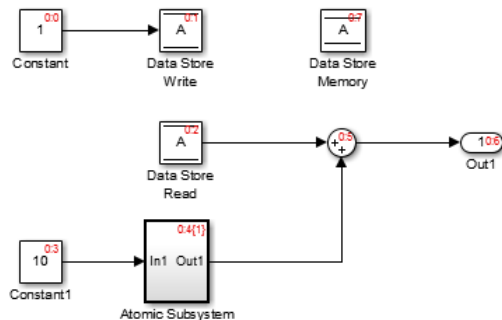 0:0
1
Constant
0:1
A
Data Store
Write
0:7
A
Data Store
Memory
0:2
A
Data Store
Read
0:5
++
1
0:6
Out1
0:3
10
Constant1
0:4{1}
In1 Out1
Atomic Subsystem